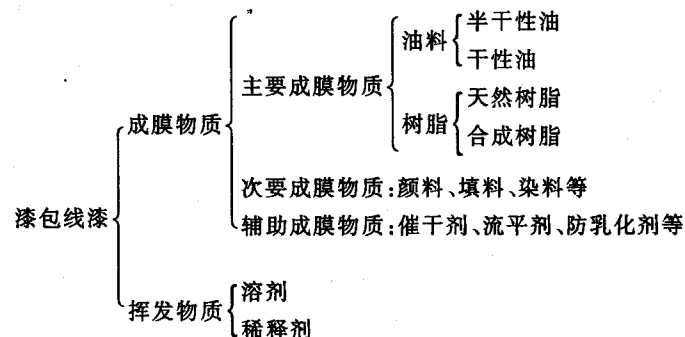 半干性油
油料
干性油
主要成膜物质
天然树脂
树脂
合成树脂
成膜物质
次要成膜物质:颜料、填料、染料等
漆包线漆
辅助成膜物质:催干剂、流平剂、防乳化剂等
溶剂
挥发物质
稀释剂